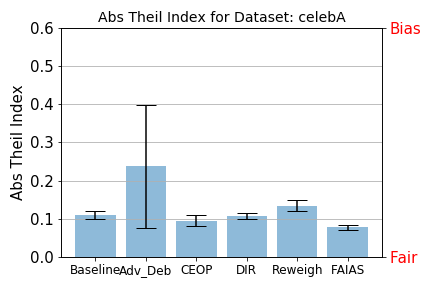 Abs Theil Index for Dataset: celebA
Abs Theil Index
0.6
0.5
0.4
0.3
0.2
0.1
0.0
Bias
Fair
Baseline Adv_Deb CEOP DIR Reweigh FAIAS